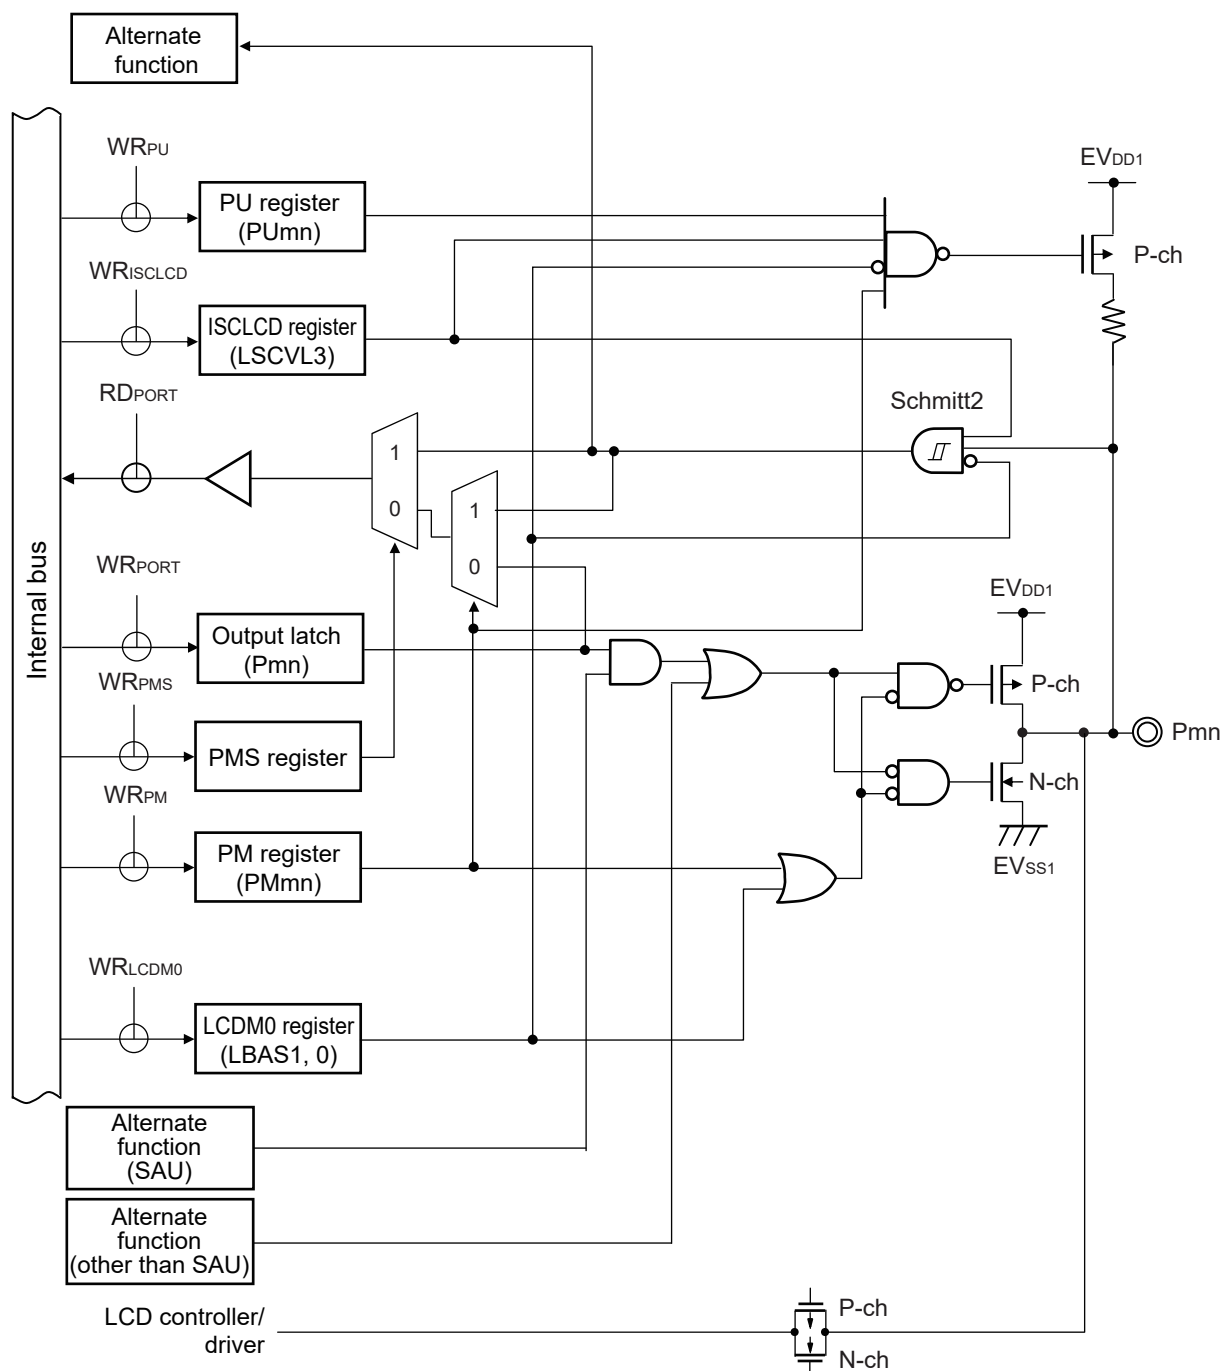 Alternate
function
WRPU
EVDD1
PU register
(PUmn)
P-ch
WRISCLCD
ISCLCD register
(LSCVL3)
RDPORT
Schmitt2
1
0
1
0
Internal bus
WRPORT
EVDD1
Output latch
(Pmn)
WRPMS
P-ch
Pmn
PMS register
N-ch
WRPM
PM register
(PMmn)
EVSS1
WRLCDM0
LCDM0 register
(LBAS1, 0)
Alternate
function
(SAU)
Alternate
function
(other than SAU)
LCD controller/
driver
P-ch
N-ch